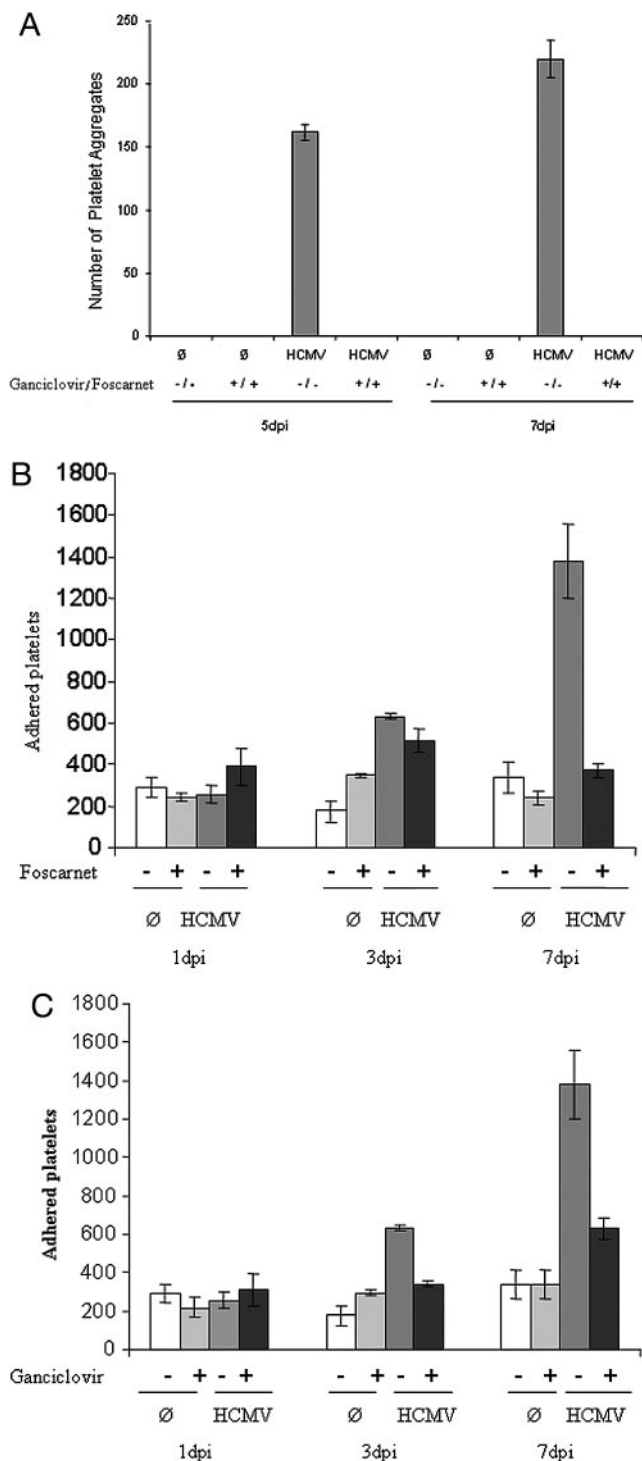 A
Number of Platelet Aggregates
250
200
150
100
50
0
Ø Ø HCMV HCMV Ø Ø HCMV HCMV
Ganciclovir/Foscarnet -/- +/+ -/- +/+ -/- +/+ -/- +/+
5dpi 7dpi
B
Adhered platelets
1800
1600
1400
1200
1000
800
600
400
200
0
Foscarnet - + - + - + - + - + - +
Ø HCMV Ø HCMV Ø HCMV
1dpi 3dpi 7dpi
C
Adhered platelets
1800
1600
1400
1200
1000
800
600
400
200
0
Ganciclovir - + - + - + - + - + - +
Ø HCMV Ø HCMV Ø HCMV
1dpi 3dpi 7dpi